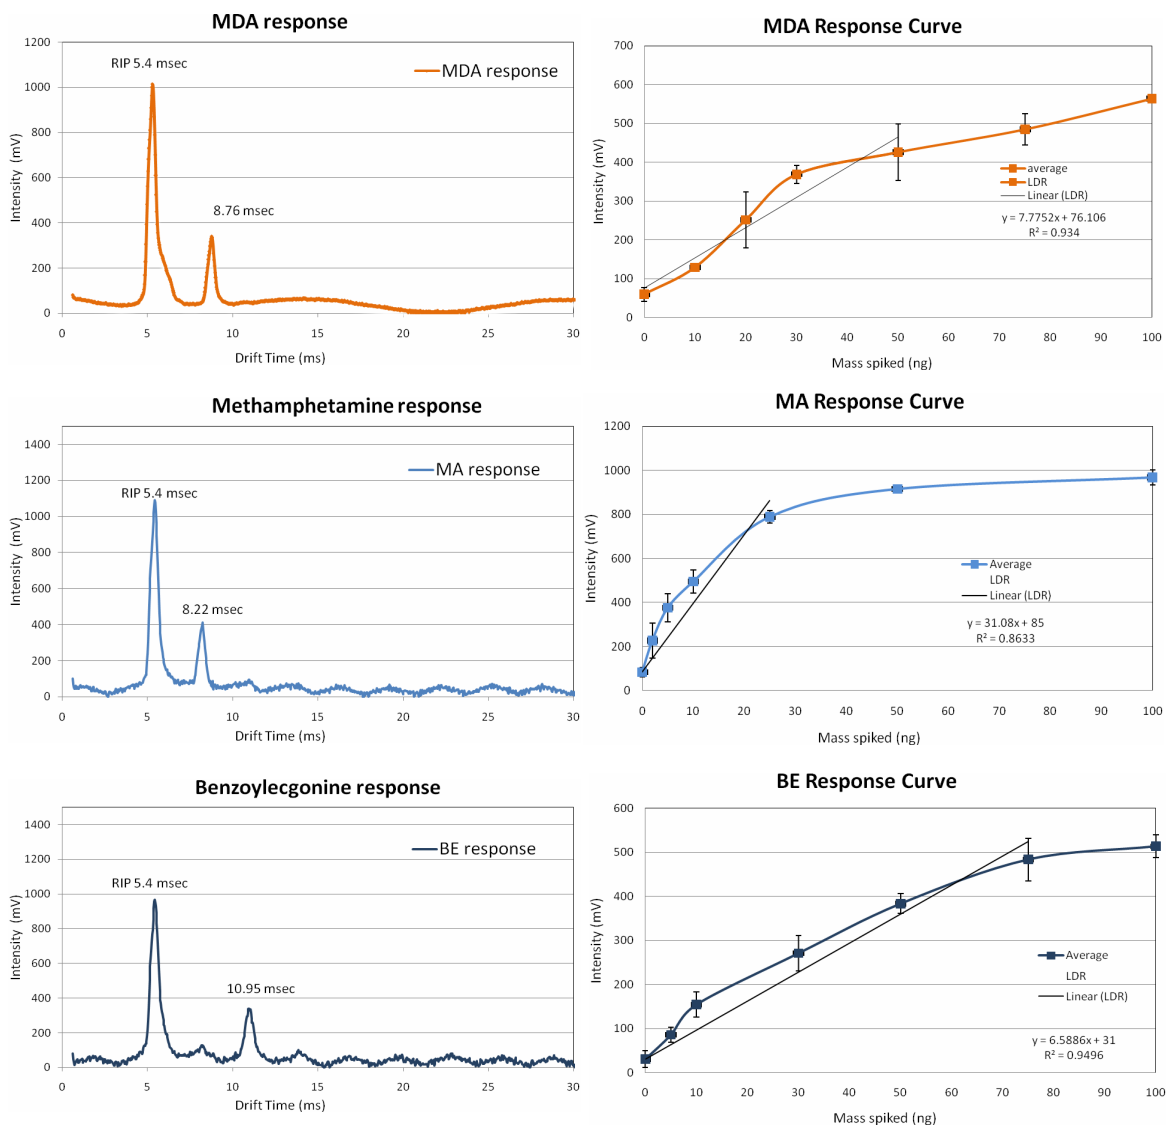 MDA response
1200
1000
800
600
400
200
0
Intensity (mV)
RIP 5.4 msec
8.76 msec
MDA response
0 5 10 15 20 25 30
Drift Time (ms)
MDA Response Curve
700
600
500
400
300
200
100
0
Intensity (mV)
average
LDR
Linear (LDR)
y = 7.7752x + 76.106
R² = 0.934
0 10 20 30 40 50 60 70 80 90 100
Mass spiked (ng)
Methamphetamine response
1400
1200
1000
800
600
400
200
0
Intensity (mV)
RIP 5.4 msec
8.22 msec
MA response
0 5 10 15 20 25 30
Drift Time (ms)
MA Response Curve
1200
1000
800
600
400
200
0
Intensity (mV)
Average
LDR
Linear (LDR)
y = 31.08x + 85
R² = 0.8633
0 10 20 30 40 50 60 70 80 90 100
Mass spiked (ng)
Benzoylecgonine response
1400
1200
1000
800
600
400
200
0
Intensity (mV)
RIP 5.4 msec
10.95 msec
BE response
0 5 10 15 20 25 30
Drift Time (ms)
BE Response Curve
600
500
400
300
200
100
0
Intensity (mV)
Average
LDR
Linear (LDR)
y = 6.5886x + 31
R² = 0.9496
0 10 20 30 40 50 60 70 80 90 100
Mass spiked (ng)